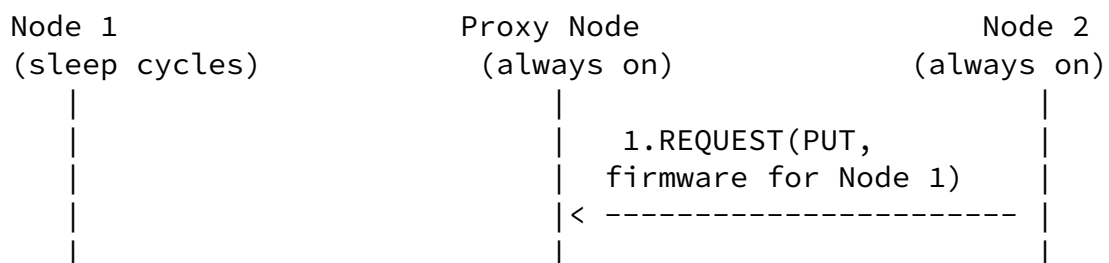 Node 1 Proxy Node Node 2
(sleep cycles) (always on) (always on)
1.REQUEST(PUT,
firmware for Node 1)